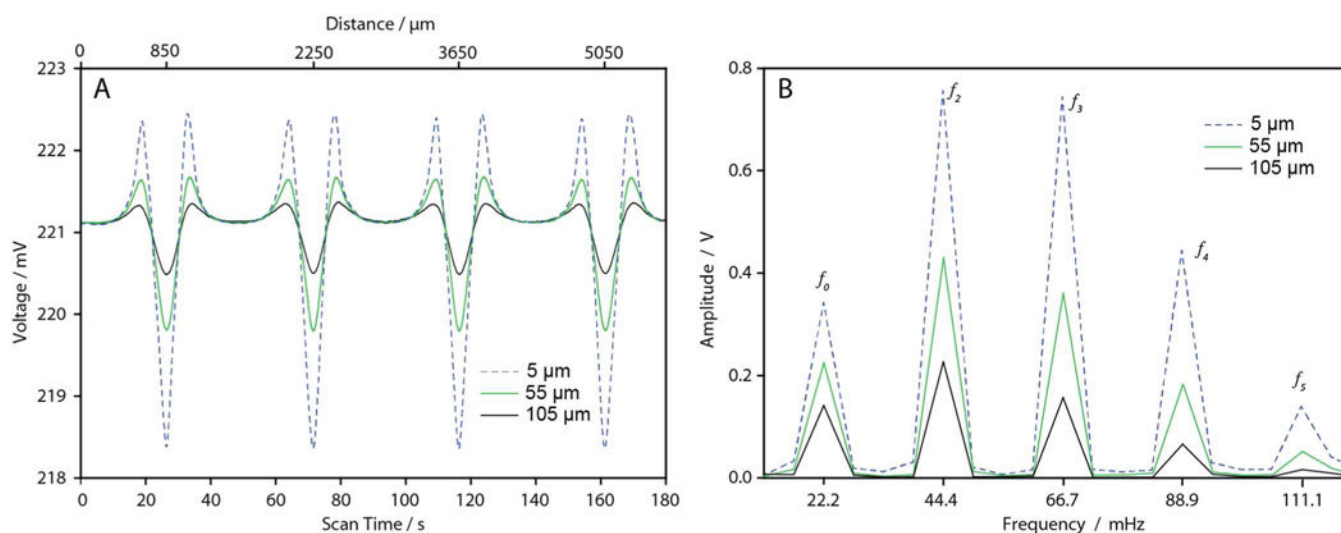 Distance / µm
0 850 2250 3650 5050
A
223
222
221
220
219
218
Voltage / mV
5 µm
55 µm
105 µm
0 20 40 60 80 100 120 140 160 180
Scan Time / s
B
0.8
0.6
0.4
0.2
0.0
Amplitude / V
f0
f2
f3
f4
f5
5 µm
55 µm
105 µm
22.2 44.4 66.7 88.9 111.1
Frequency / mHz